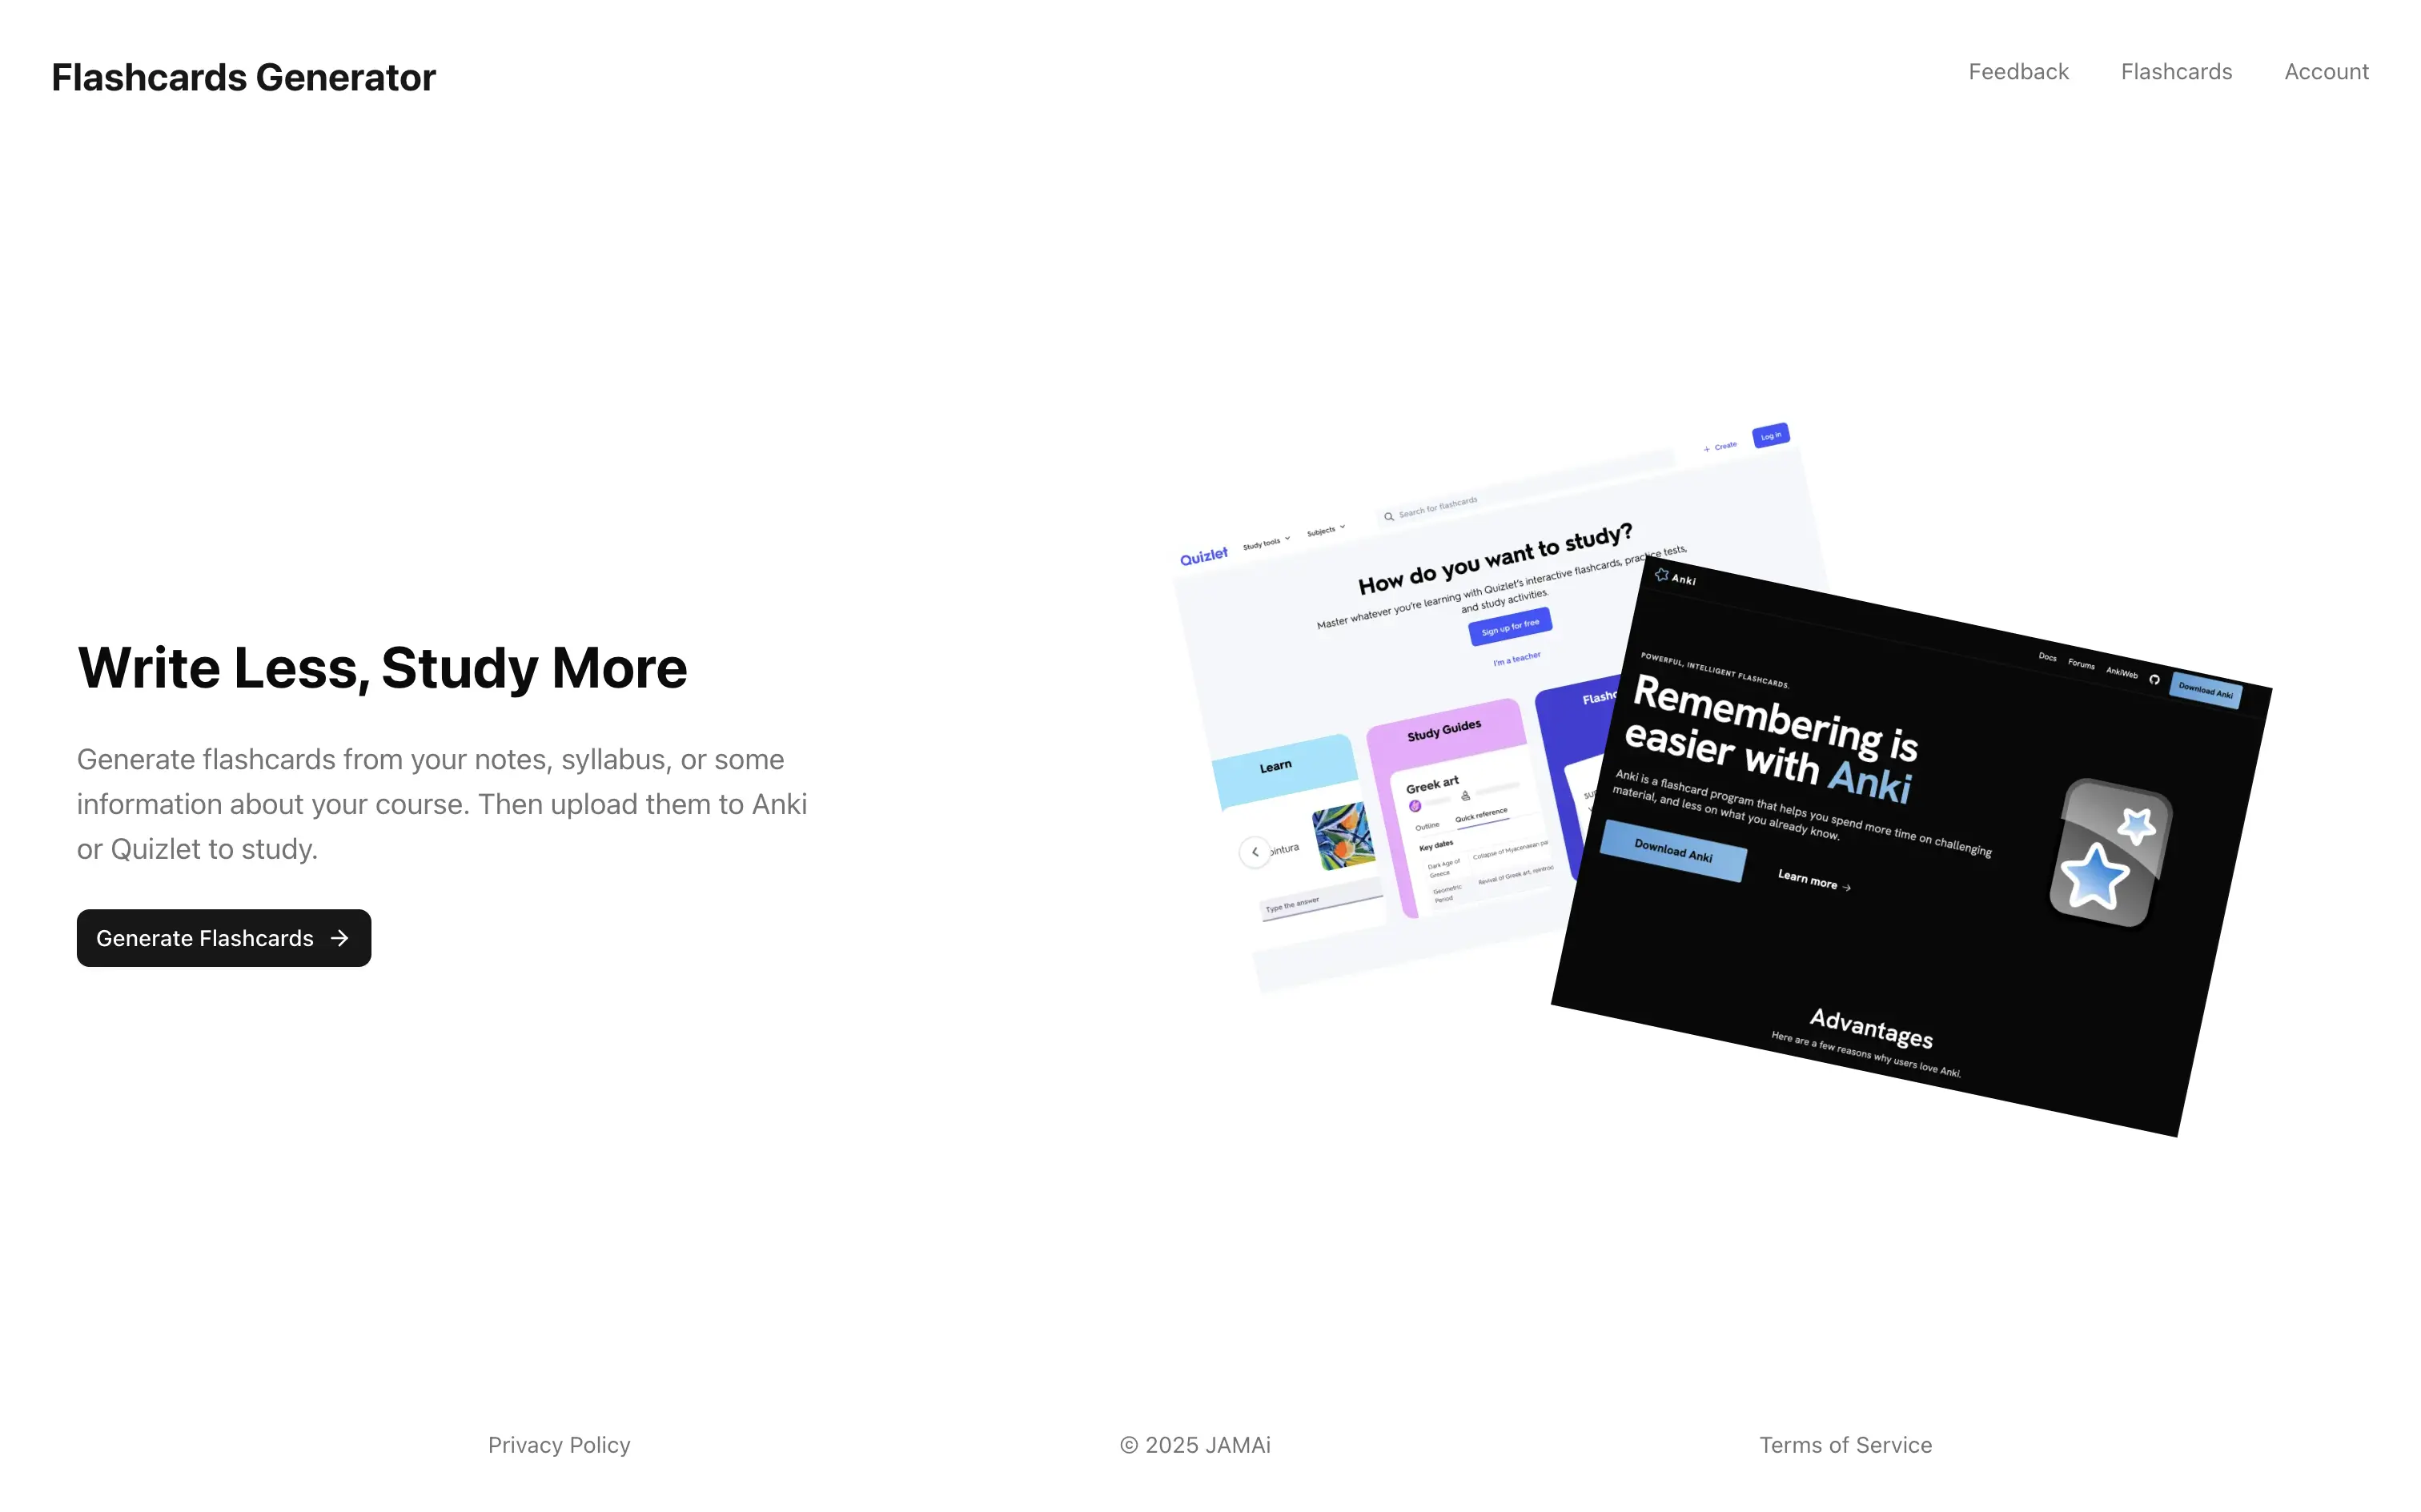 Flashcards Generator
Feedback
Flashcards
Account
Write Less, Study More
Generate flashcards from your notes, syllabus, or some
information about your course. Then upload them to Anki
or Quizlet to study.
Generate Flashcards
Quizlet
Study tools
Subjects
Search for flashcards
+ Create
Log in
How do you want to study?
Master whatever you're learning with Quizlet's interactive flashcards, practice tests,
and study activities.
Sign up for free
I'm a teacher
Learn
Type the answer
Study Guides
Greek art
Outline
Quick reference
Key dates
Dark Age of
Greece
Collapse of Myacenaean
Geometric
Period
Revival of Greek art,
Anki
Docs
Forums
AnkiWeb
Download Anki
POWERFUL, INTELLIGENT FLASHCARDS.
Remembering is
easier with Anki
Anki is a flashcard program that helps you spend more time on challenging
material, and less on what you already know.
Download Anki
Learn more
Advantages
Here are a few reasons why users love Anki.
Privacy Policy
© 2025 JAMAi
Terms of Service